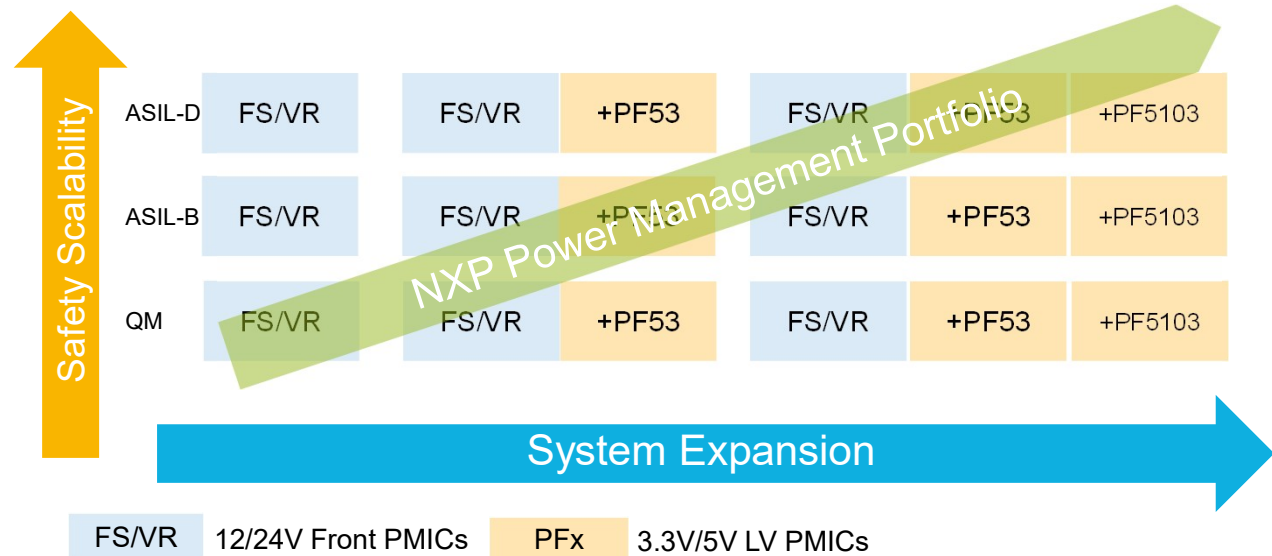 Safety Scalability
ASIL-D FS/VR FS/VR +PF53 FS/VR +PF53 +PF5103
ASIL-B FS/VR FS/VR +PF53 FS/VR +PF53 +PF5103
QM FS/VR FS/VR +PF53 FS/VR +PF53 +PF5103
NXP Power Management Portfolio
System Expansion
FS/VR 12/24V Front PMICs PFx 3.3V/5V LV PMICs